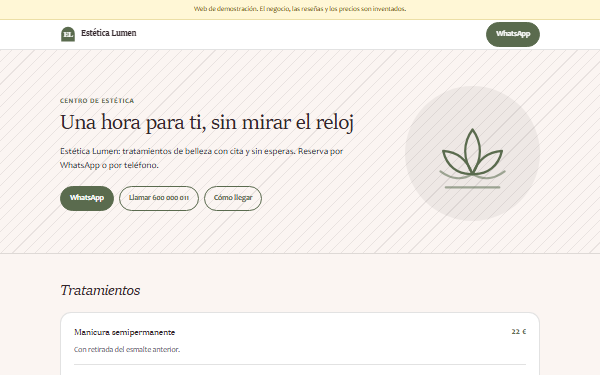 Web de demostración. El negocio, las reseñas y los precios son inventados.
EL Estética Lumen
WhatsApp
CENTRO DE ESTÉTICA
Una hora para ti, sin mirar el reloj
Estética Lumen: tratamientos de belleza con cita y sin esperas. Reserva por
WhatsApp o por teléfono.
WhatsApp Llamar 600 000 011 Cómo llegar
Tratamientos
Manicura semipermanente 22 €
Con retirada del esmalte anterior.